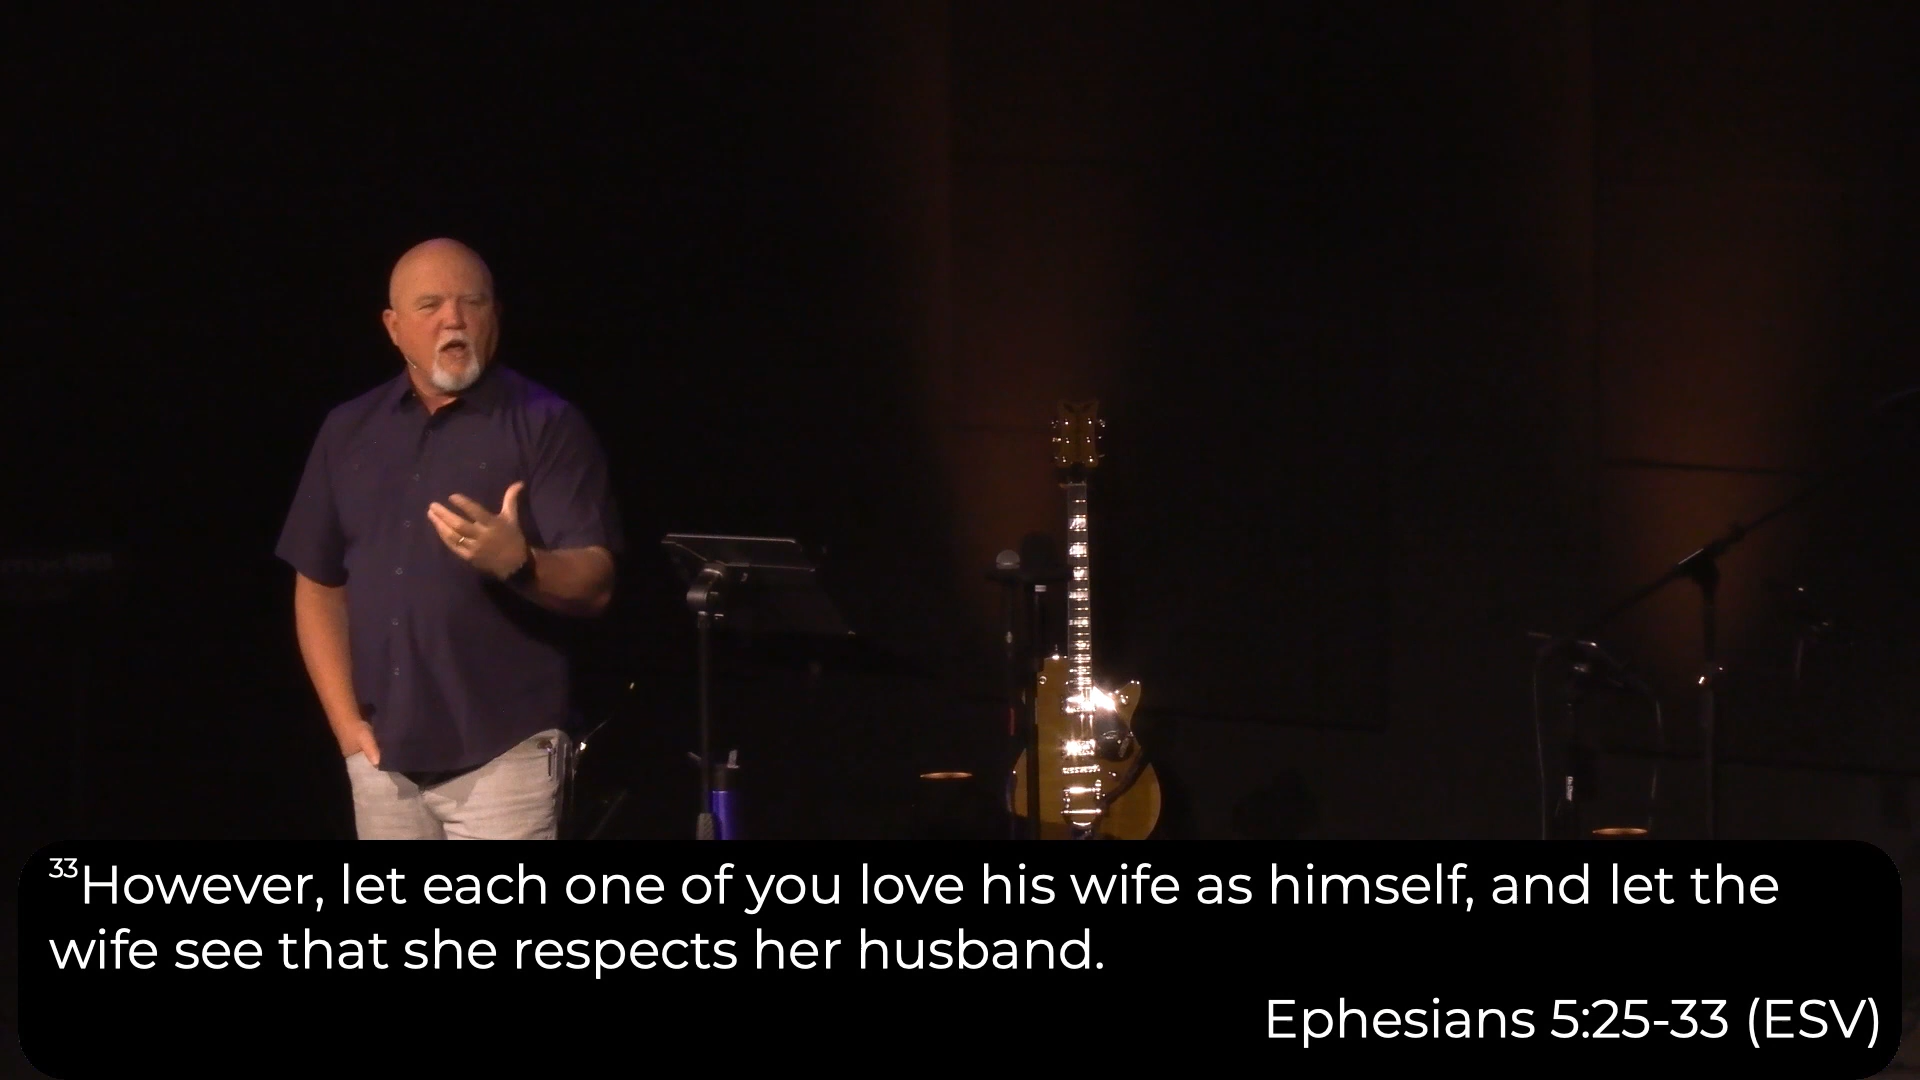 33However, let each one of you love his wife as himself, and let the
wife see that she respects her husband.
Ephesians 5:25-33 (ESV)